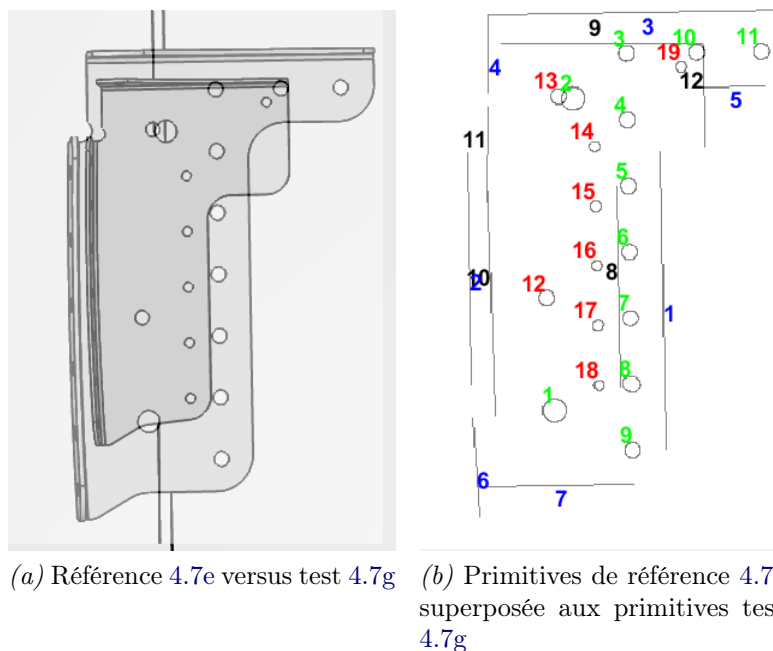 9 3
3 10 11
19
4 13 2 12
5
4
11 14
5
15
6
16
10 2 8
12
17 7 1
18 8
1
9
6
7
(a) Référence 4.7e versus test 4.7g
(b) Primitives de référence 4.7
superposée aux primitives tes
4.7g